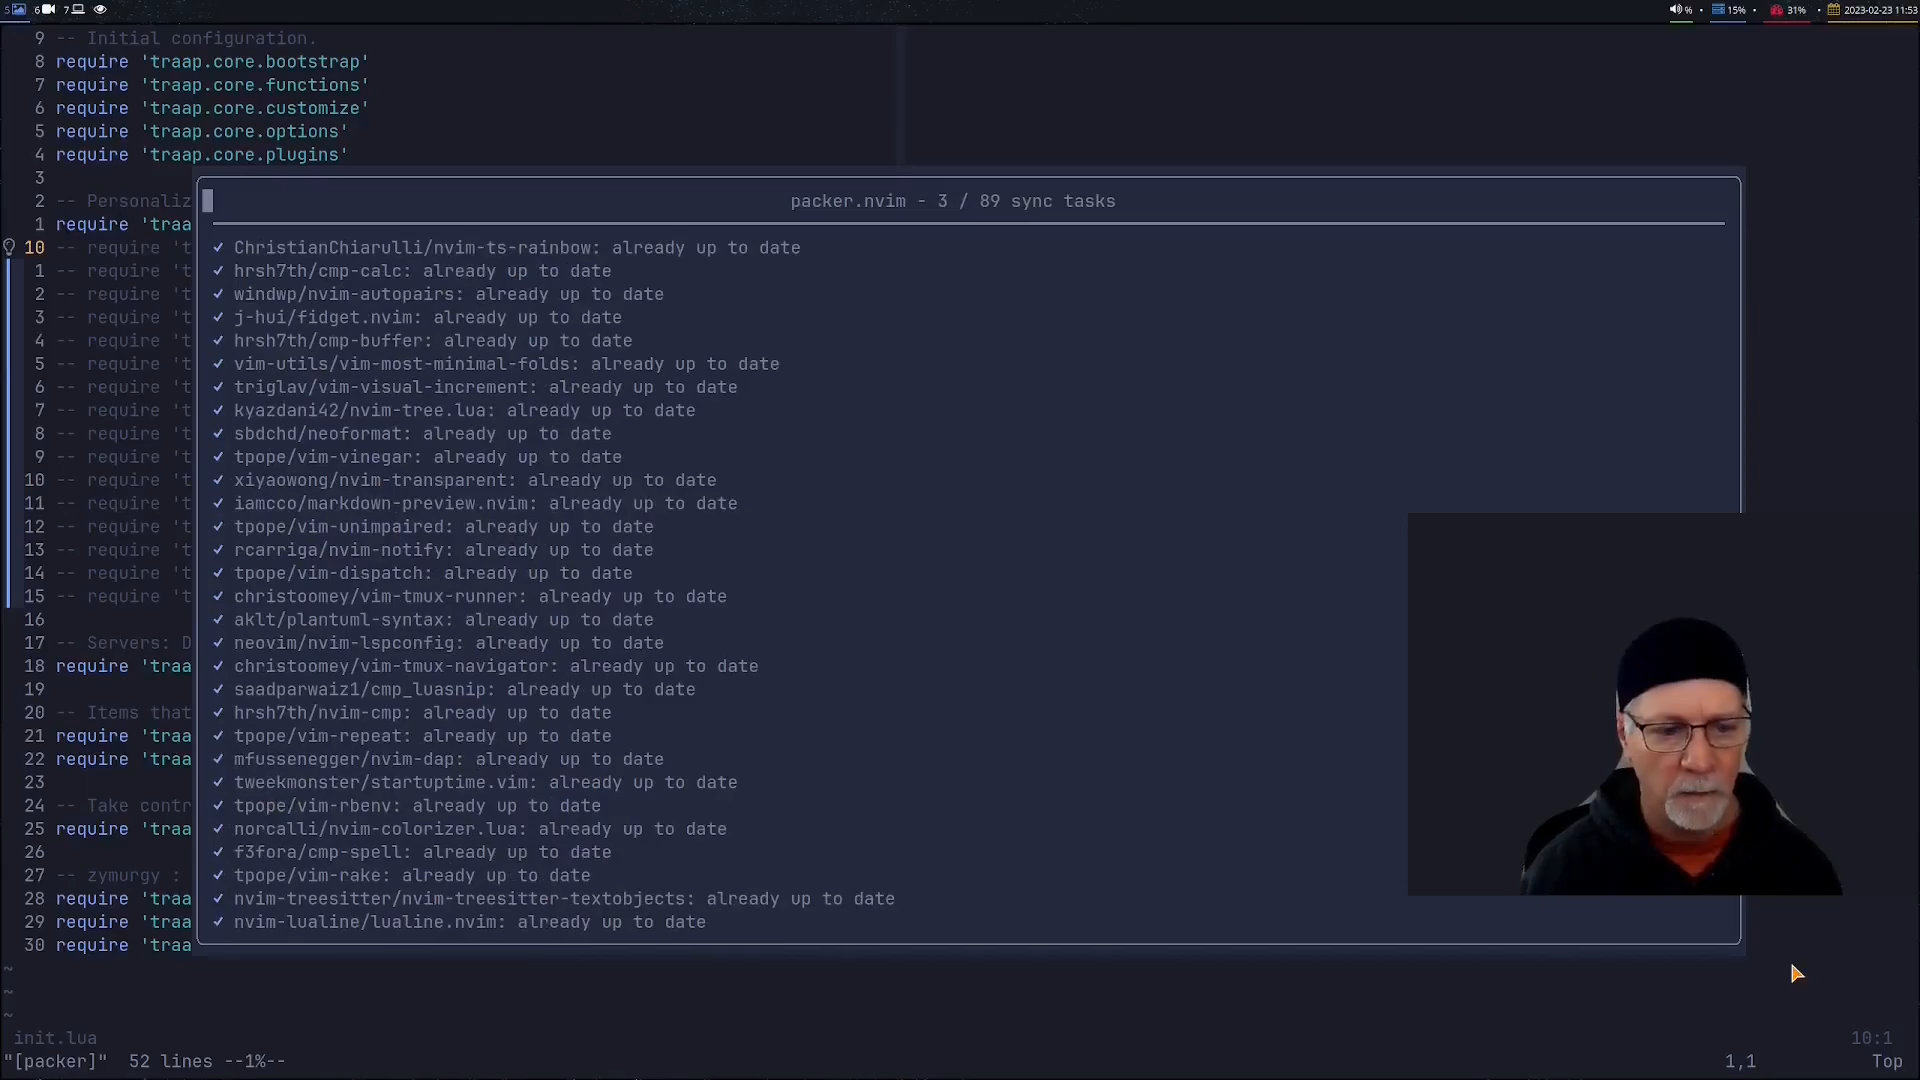 5 6 7
% 15% 31% 2023-02-23 11:53
9 -- Initial configuration.
8 require 'traap.core.bootstrap'
7 require 'traap.core.functions'
6 require 'traap.core.customize'
5 require 'traap.core.options'
4 require 'traap.core.plugins'
3
2 -- Personaliz
1 require 'traa
10 -- require 't
1 -- require 't
2 -- require 't
3 -- require 't
4 -- require 't
5 -- require 't
6 -- require 't
7 -- require 't
8 -- require 't
9 -- require 't
10 -- require 't
11 -- require 't
12 -- require 't
13 -- require 't
14 -- require 't
15 -- require 't
16
17 -- Servers: D
18 require 'traa
19
20 -- Items that
21 require 'traa
22 require 'traa
23
24 -- Take contr
25 require 'traa
26
27 -- zymurgy :
28 require 'traa
29 require 'traa
30 require 'traa
~
~
~
packer.nvim - 3 / 89 sync tasks
✓ ChristianChiarulli/nvim-ts-rainbow: already up to date
✓ hrsh7th/cmp-calc: already up to date
✓ windwp/nvim-autopairs: already up to date
✓ j-hui/fidget.nvim: already up to date
✓ hrsh7th/cmp-buffer: already up to date
✓ vim-utils/vim-most-minimal-folds: already up to date
✓ triglav/vim-visual-increment: already up to date
✓ kyazdani42/nvim-tree.lua: already up to date
✓ sbdchd/neoformat: already up to date
✓ tpope/vim-vinegar: already up to date
✓ xiyaowong/nvim-transparent: already up to date
✓ iamcco/markdown-preview.nvim: already up to date
✓ tpope/vim-unimpaired: already up to date
✓ rcarriga/nvim-notify: already up to date
✓ tpope/vim-dispatch: already up to date
✓ christoomey/vim-tmux-runner: already up to date
✓ aklt/plantuml-syntax: already up to date
✓ neovim/nvim-lspconfig: already up to date
✓ christoomey/vim-tmux-navigator: already up to date
✓ saadparwaiz1/cmp_luasnip: already up to date
✓ hrsh7th/nvim-cmp: already up to date
✓ tpope/vim-repeat: already up to date
✓ mfussenegger/nvim-dap: already up to date
✓ tweekmonster/startuptime.vim: already up to date
✓ tpope/vim-rbenv: already up to date
✓ norcalli/nvim-colorizer.lua: already up to date
✓ f3fora/cmp-spell: already up to date
✓ tpope/vim-rake: already up to date
✓ nvim-treesitter/nvim-treesitter-textobjects: already up to date
✓ nvim-lualine/lualine.nvim: already up to date
init.lua 10:1
"[packer]" 52 lines --1%-- 1,1 Top